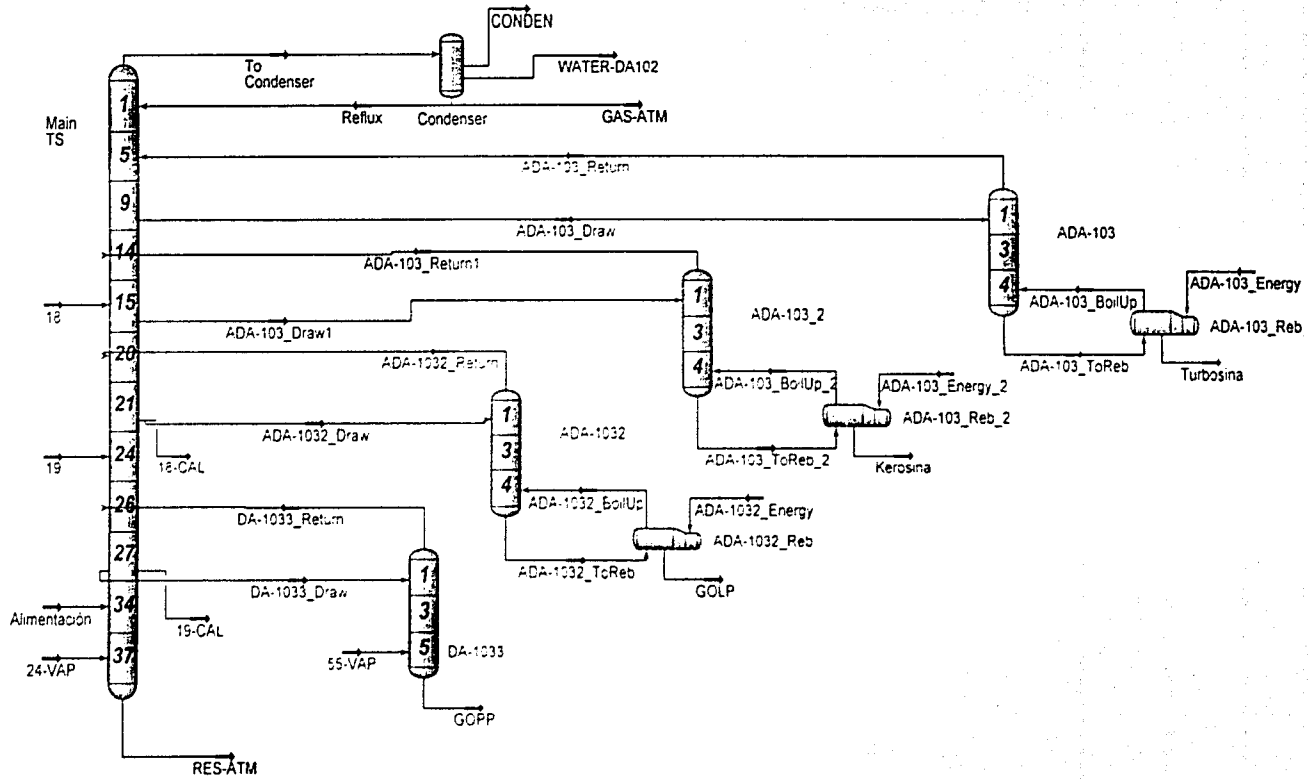 CONDEN
To
Condenser
WATER-DA102
Main
TS
1
Reflux
Condenser
GAS-ATM
5
ADA-103_Return
9
ADA-103_Draw
1
3
4
ADA-103
14
ADA-103_Return1
ADA-103_Energy
ADA-103_BoilUp
ADA-103_Reb
ADA-103_ToReb
Turbosina
18
15
ADA-103_Draw1
1
3
4
ADA-103_2
20
ADA-1032_Return
ADA-103_BoilUp_2
ADA-103_Energy_2
ADA-103_Reb_2
ADA-103_ToReb_2
Kerosina
21
ADA-1032_Draw
18-CAL
1
3
4
ADA-1032
19
24
ADA-1032_BoilUp
ADA-1032_Energy
ADA-1032_Reb
ADA-1032_ToReb
GOLP
26
DA-1033_Return
27
DA-1033_Draw
19-CAL
1
3
5
DA-1033
Alimentación
34
24-VAP
37
55-VAP
GOPP
RES-ATM